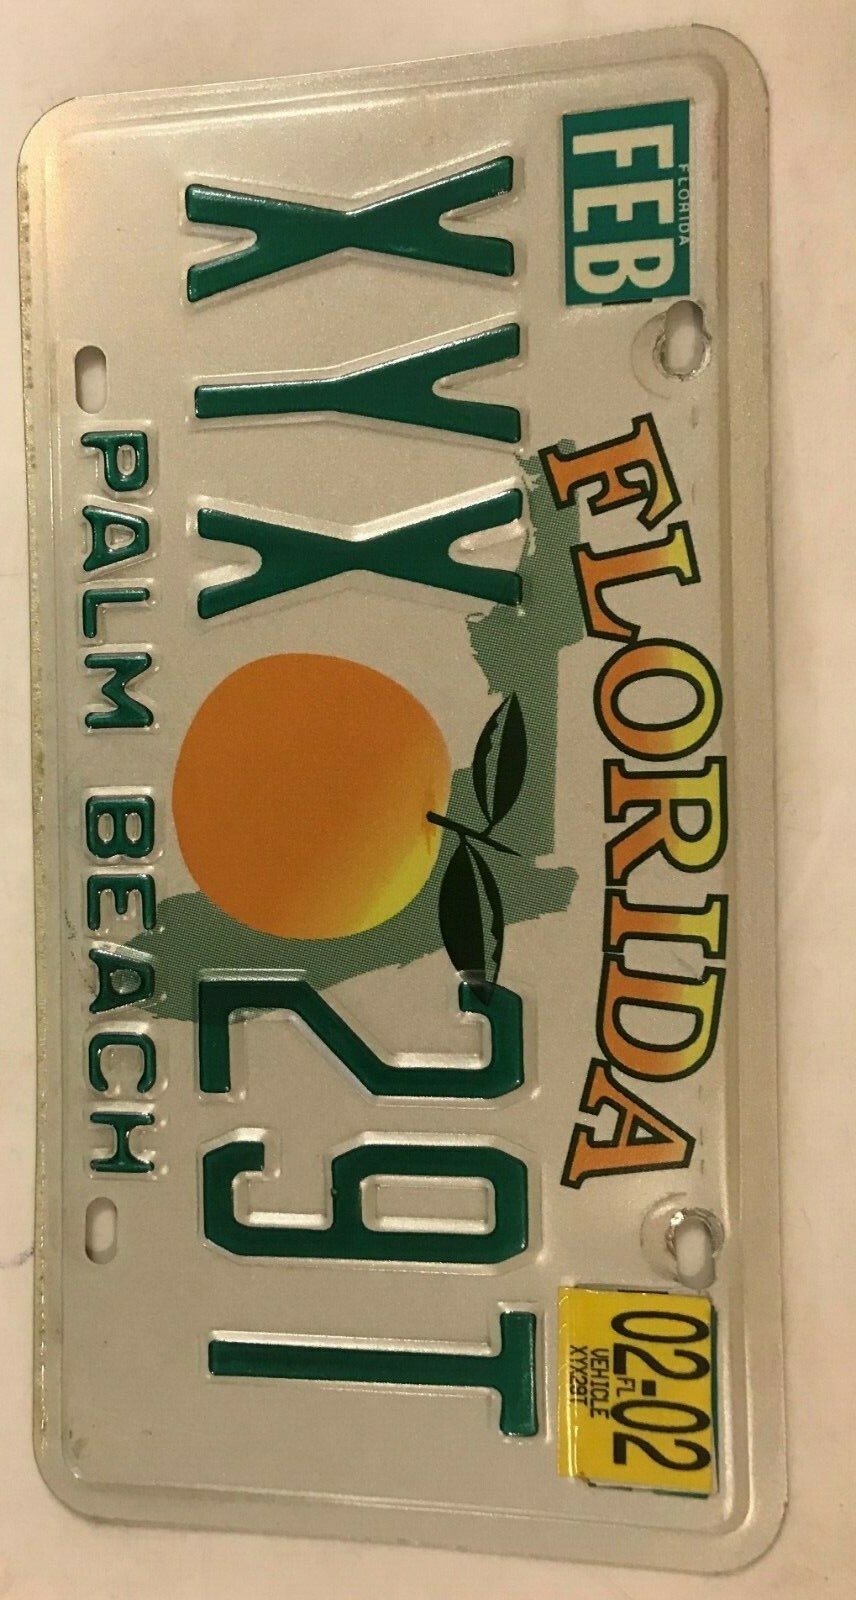 FLORIDA
FEB
FLORIDA
02-02
FL
VEHICLE
XYX29T
XYX 29T
PALM BEACH